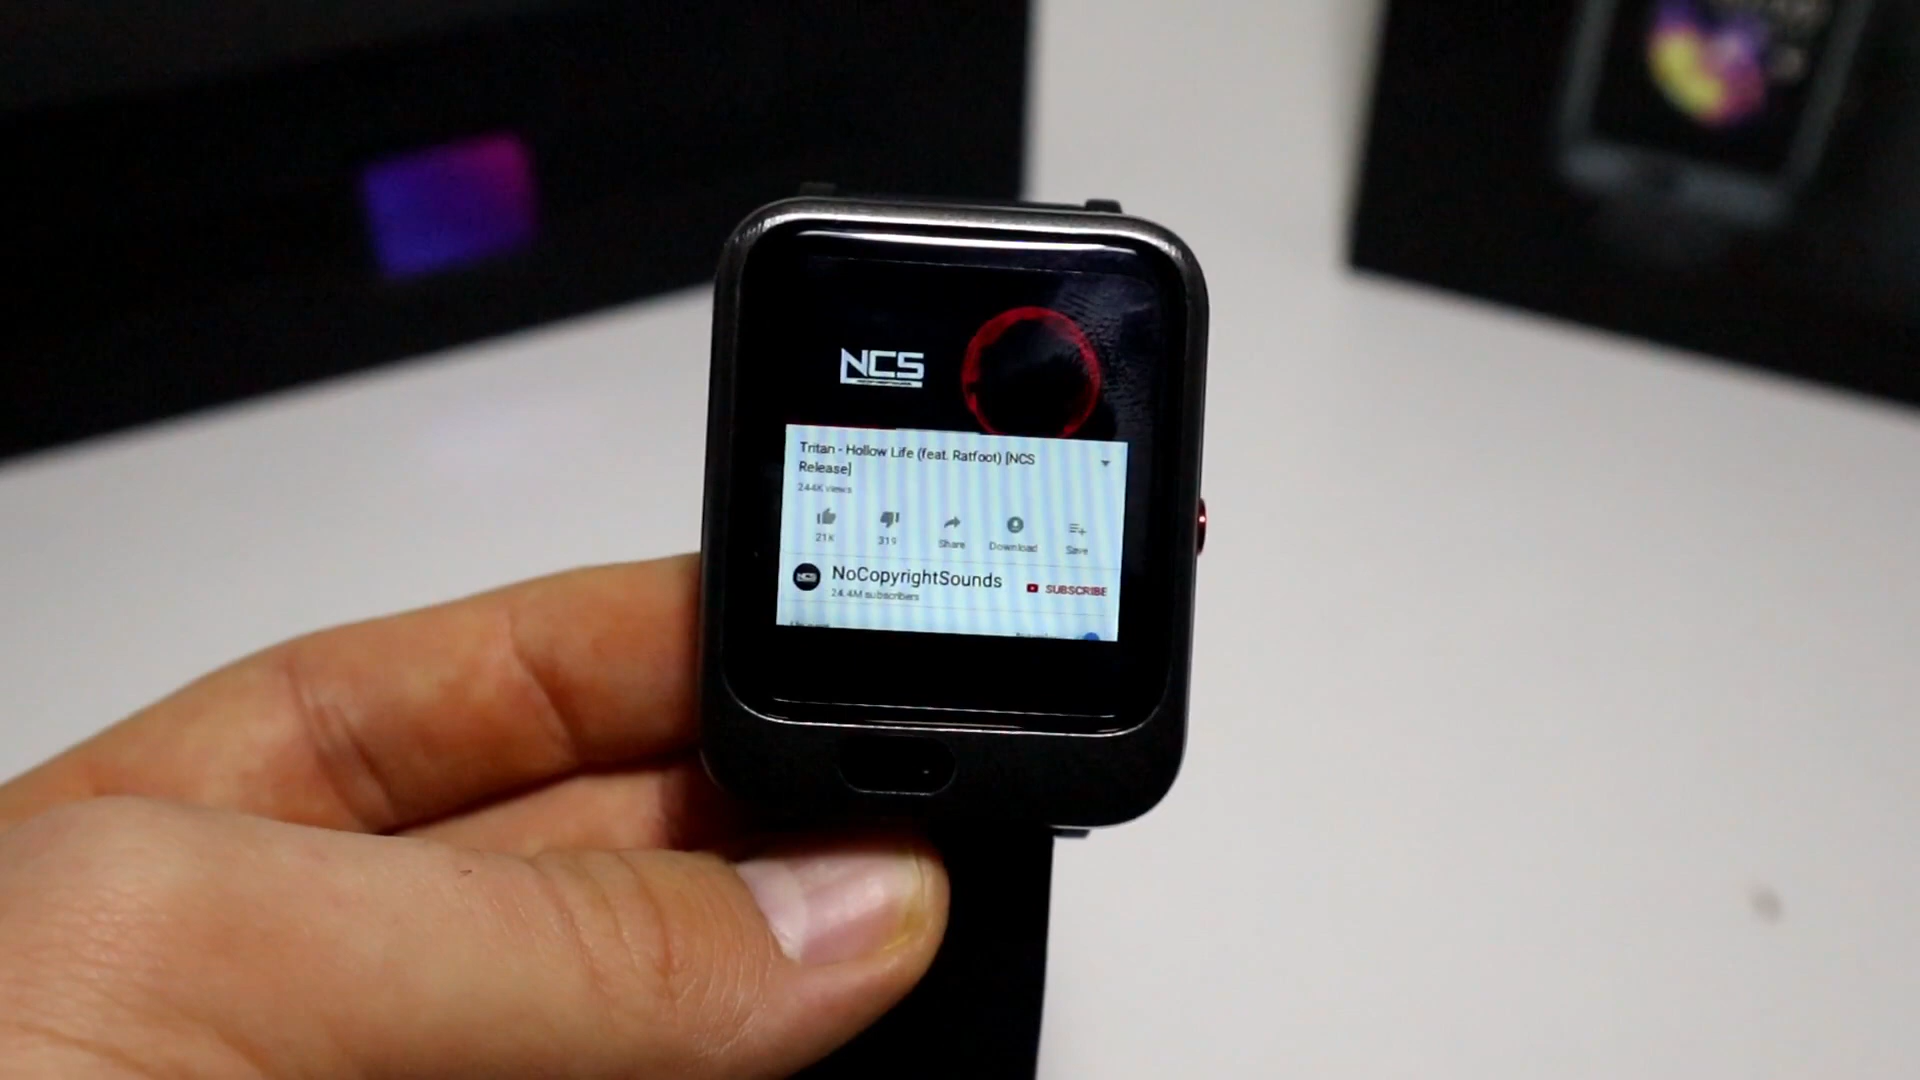 NCS
Tritan - Hollow Life (feat. Ratfoot) [NCS
Release]
244K views
21K
319
Share
Download
Save
NoCopyrightSounds
24.4M subscribers
SUBSCRIBE